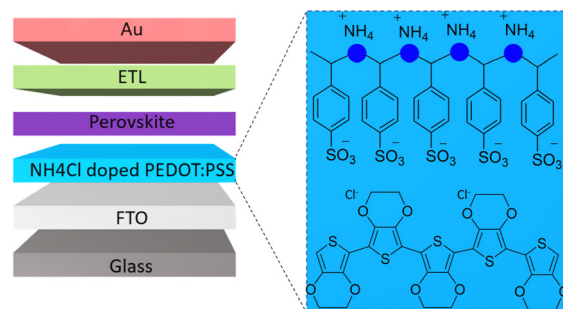 Au
ETL
Perovskite
NH4Cl doped PEDOT:PSS
FTO
Glass
+ + + +
NH4 NH4 NH4 NH4
− − − − −
SO3 SO3 SO3 SO3 SO3
Cl- Cl-
O O O O
S S
S S S
O O O O O O